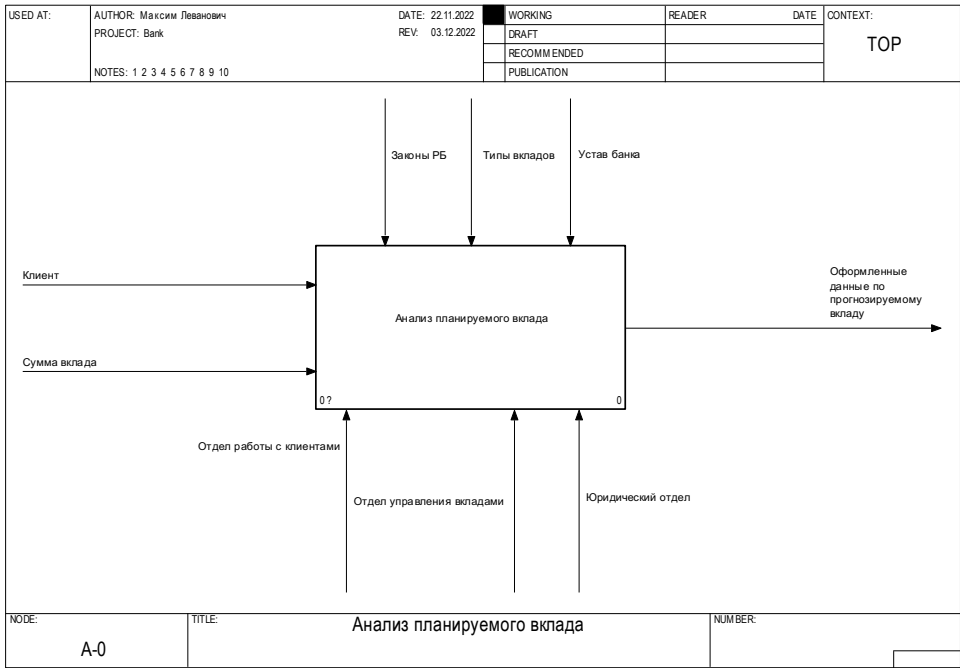 USED AT:
AUTHOR: Максим Леванович
DATE: 22.11.2022
PROJECT: Bank
REV: 03.12.2022
NOTES: 1 2 3 4 5 6 7 8 9 10
WORKING
DRAFT
RECOMMENDED
PUBLICATION
READER
DATE
CONTEXT:
TOP
Законы РБ
Типы вкладов
Устав банка
Клиент
Сумма вклада
Анализ планируемого вклада
0 ?
0
Оформленные
данные по
прогнозируемому
вкладу
Отдел работы с клиентами
Отдел управления вкладами
Юридический отдел
NODE:
A-0
TITLE:
Анализ планируемого вклада
NUMBER: